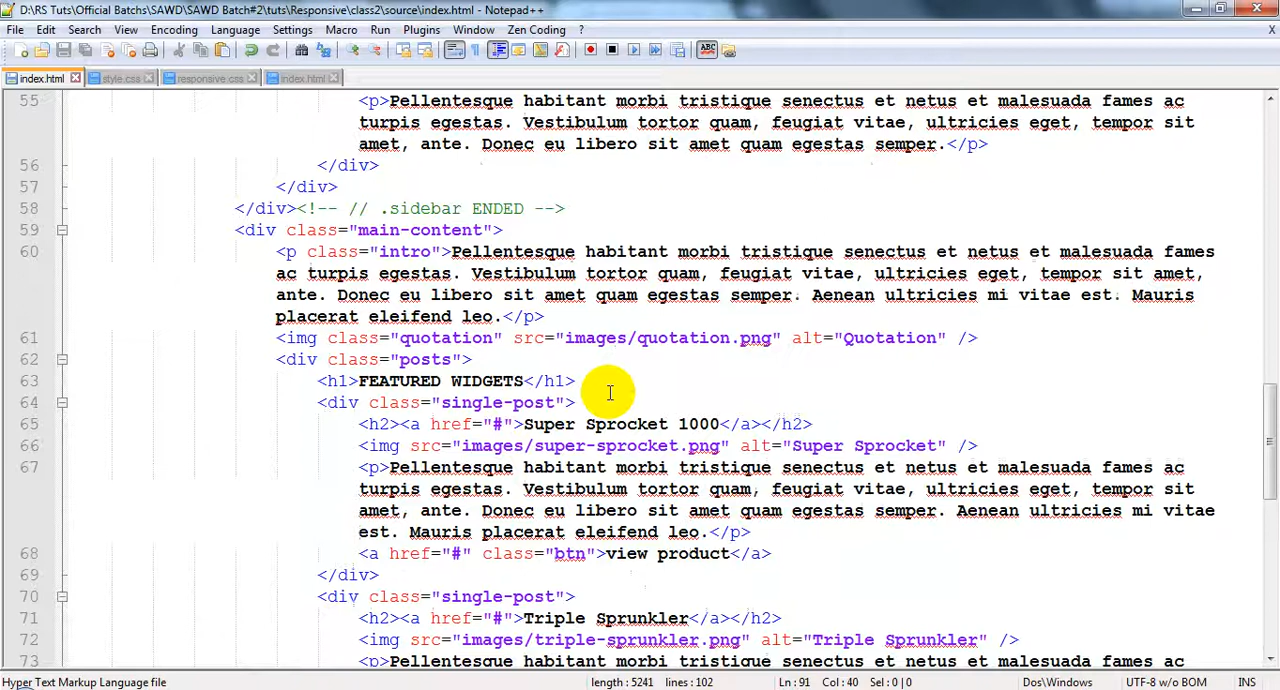 D:\RS Tuts\Official Batchs\SAWD\SAWD Batch#2\tuts\Responsive\class2\source\index.html - Notepad++
File Edit Search View Encoding Language Settings Macro Run Plugins Window Zen Coding ? X
index.html style.css responsive.css index.html
55 <p>Pellentesque habitant morbi tristique senectus et netus et malesuada fames ac
turpis egestas. Vestibulum tortor quam, feugiat vitae, ultricies eget, tempor sit
amet, ante. Donec eu libero sit amet quam egestas semper.</p>
56 </div>
57 </div>
58 </div><!-- // .sidebar ENDED -->
59 <div class="main-content">
60 <p class="intro">Pellentesque habitant morbi tristique senectus et netus et malesuada fames
ac turpis egestas. Vestibulum tortor quam, feugiat vitae, ultricies eget, tempor sit amet,
ante. Donec eu libero sit amet quam egestas semper. Aenean ultricies mi vitae est. Mauris
placerat eleifend leo.</p>
61 <img class="quotation" src="images/quotation.png" alt="Quotation" />
62 <div class="posts">
63 <h1>FEATURED WIDGETS</h1>
64 <div class="single-post">
65 <h2><a href="#">Super Sprocket 1000</a></h2>
66 <img src="images/super-sprocket.png" alt="Super Sprocket" />
67 <p>Pellentesque habitant morbi tristique senectus et netus et malesuada fames ac
turpis egestas. Vestibulum tortor quam, feugiat vitae, ultricies eget, tempor sit
amet, ante. Donec eu libero sit amet quam egestas semper. Aenean ultricies mi vitae
est. Mauris placerat eleifend leo.</p>
68 <a href="#" class="btn">view product</a>
69 </div>
70 <div class="single-post">
71 <h2><a href="#">Triple Sprunkler</a></h2>
72 <img src="images/triple-sprunkler.png" alt="Triple Sprunkler" />
73 <p>Pellentesque habitant morbi tristique senectus et netus et malesuada fames ac
Hyper Text Markup Language file length : 5241 lines : 102 Ln : 91 Col : 40 Sel : 0 | 0 Dos\Windows UTF-8 w/o BOM INS